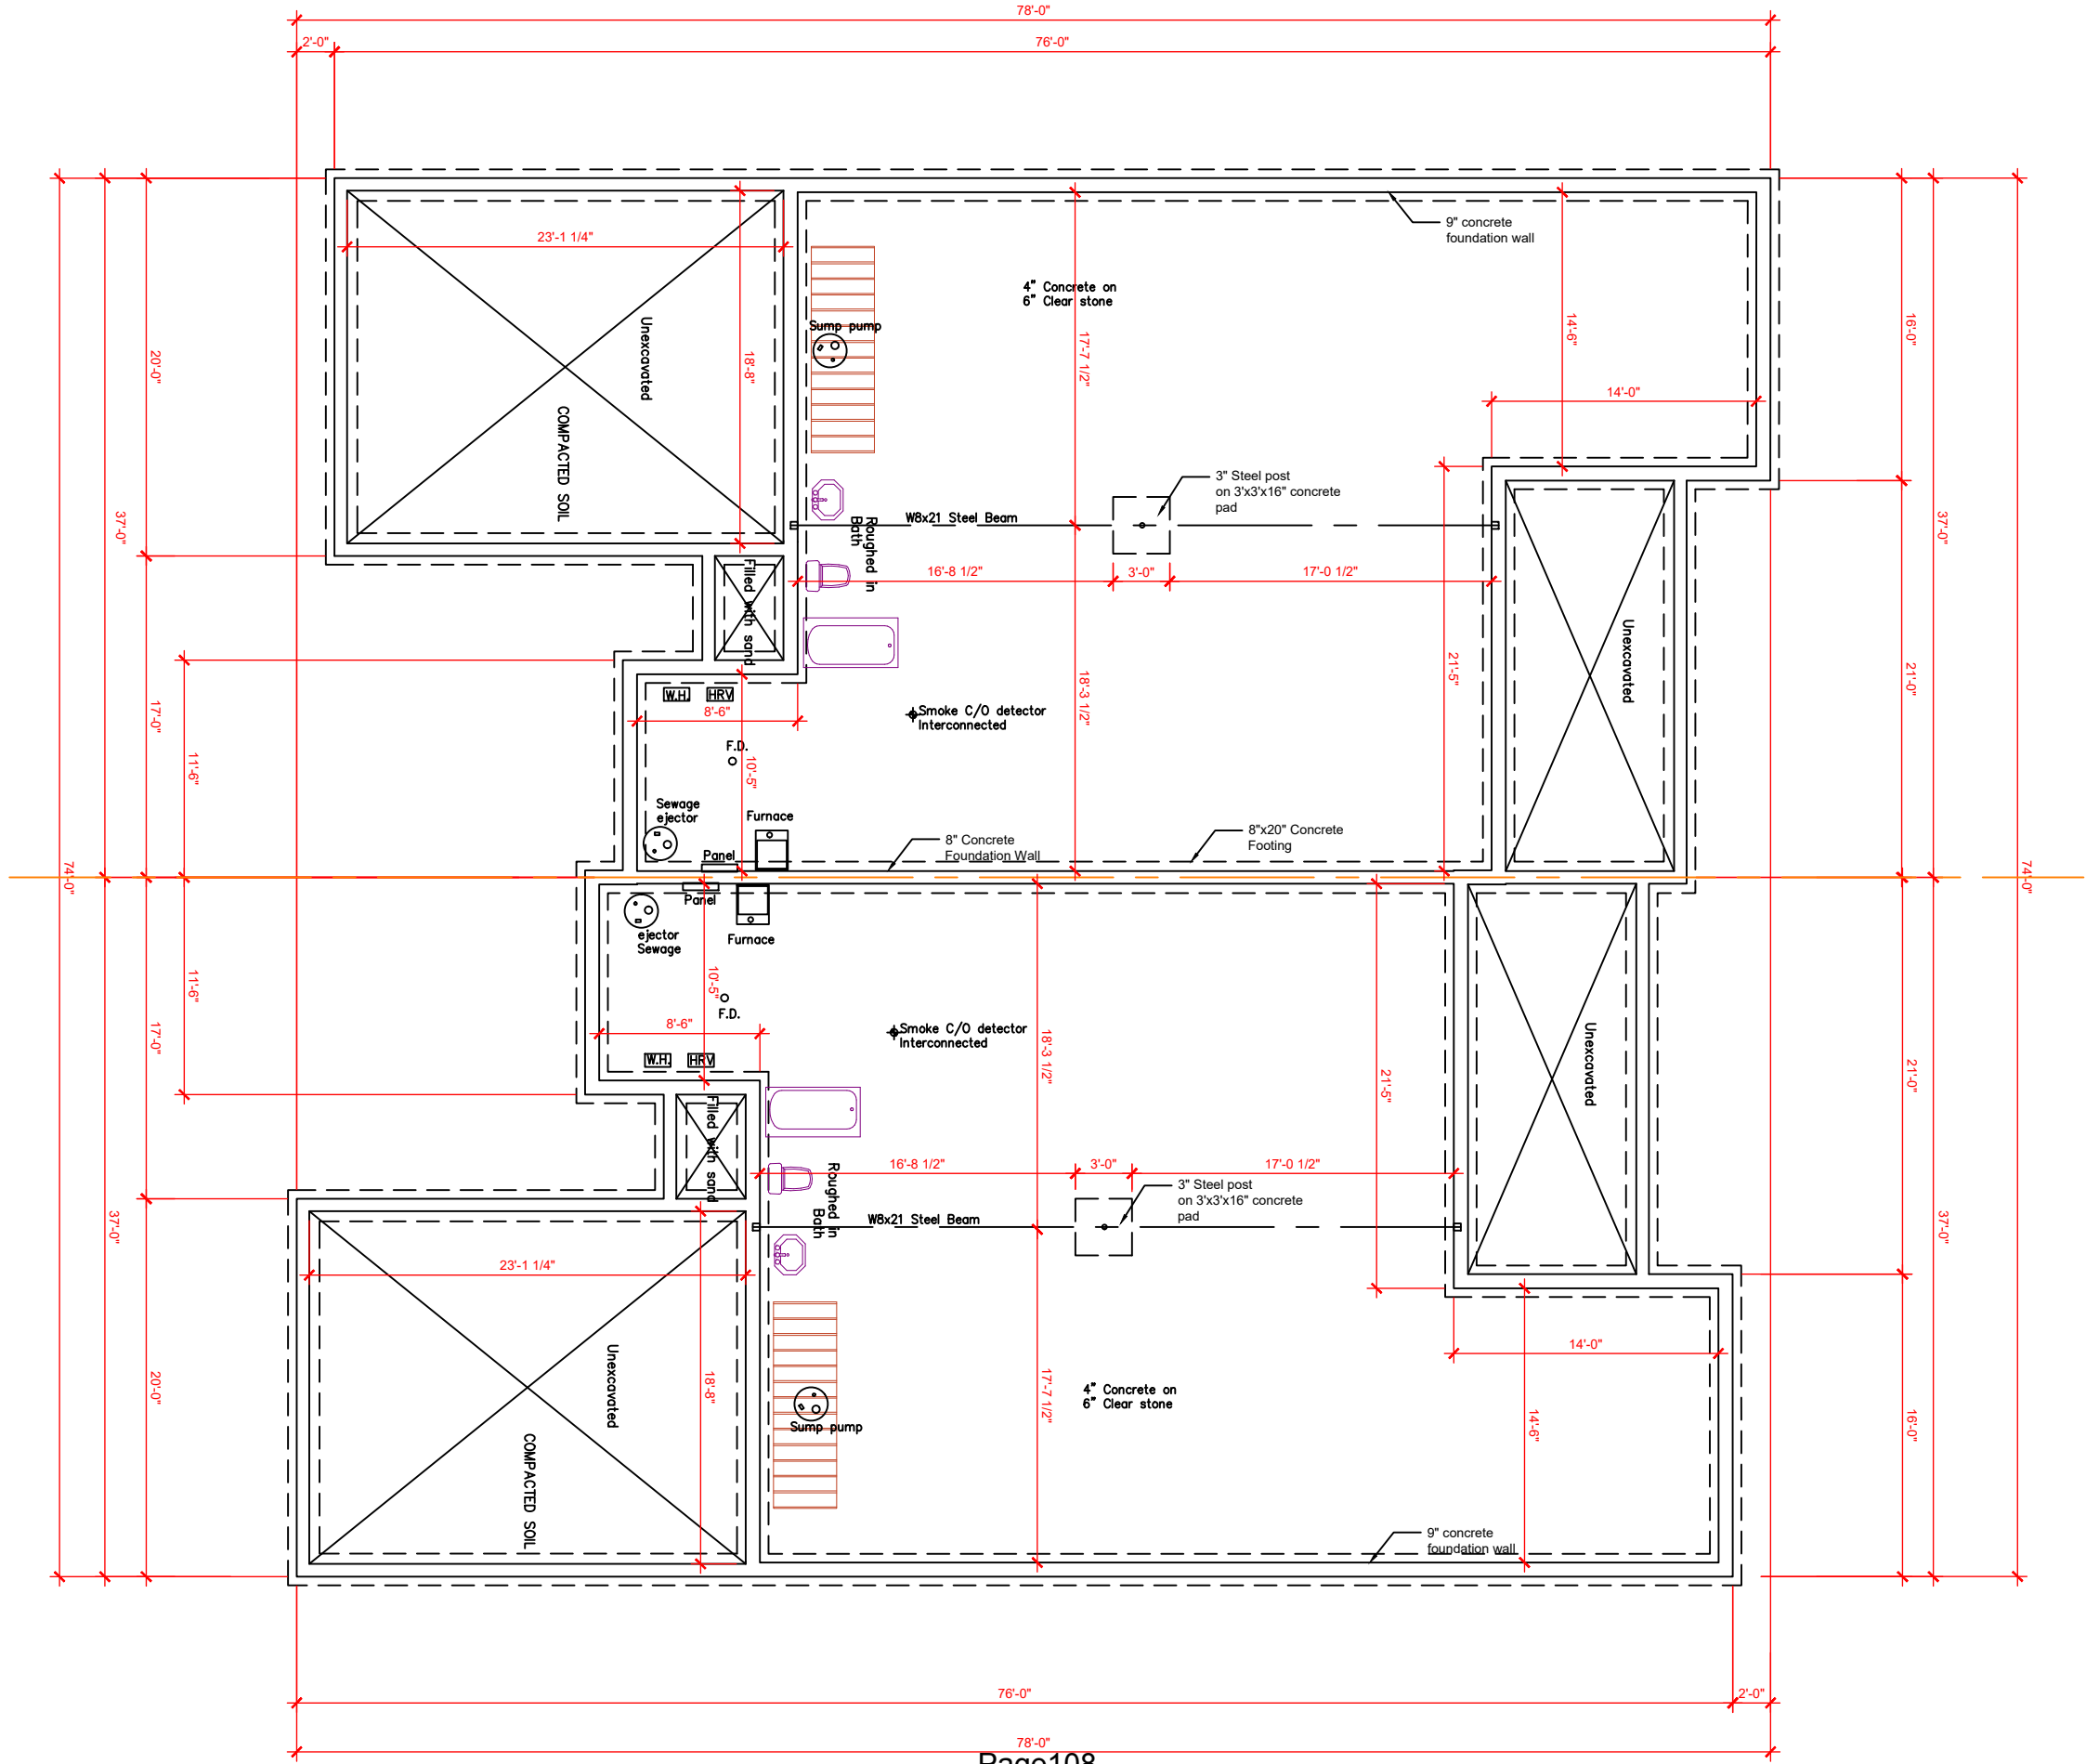 78'-0"
2'-0"
76'-0"
9" concrete
foundation wall
23'-1 1/4"
4" Concrete on
6" Clear stone
Unexcavated
COMPACTED SOIL
18'-8"
Sump pump
17'-7 1/2"
14'-6"
16'-0"
20'-0"
14'-0"
37'-0"
37'-0"
3" Steel post
on 3'x3'x16" concrete
pad
W8x21 Steel Beam
Roughed in
Bath
Filled with sand
16'-8 1/2"
3'-0"
17'-0 1/2"
21'-5"
Unexcavated
21'-0"
W.H.
HRV
8'-6"
18'-3 1/2"
Smoke C/O detector
Interconnected
17'-0"
11'-6"
F.D.
10'-5"
Sewage
ejector
Furnace
Panel
8" Concrete
Foundation Wall
8"x20" Concrete
Footing
74'-0"
74'-0"
Panel
ejector
Sewage
Furnace
10'-5"
F.D.
11'-6"
17'-0"
8'-6"
Smoke C/O detector
Interconnected
18'-3 1/2"
W.H.
HRV
21'-5"
Unexcavated
21'-0"
Filled with sand
16'-8 1/2"
3'-0"
17'-0 1/2"
Roughed in
Bath
3" Steel post
on 3'x3'x16" concrete
pad
W8x21 Steel Beam
37'-0"
37'-0"
23'-1 1/4"
14'-0"
Unexcavated
COMPACTED SOIL
18'-8"
20'-0"
Sump pump
17'-7 1/2"
4" Concrete on
6" Clear stone
14'-6"
16'-0"
9" concrete
foundation wall
76'-0"
2'-0"
78'-0"
Page108